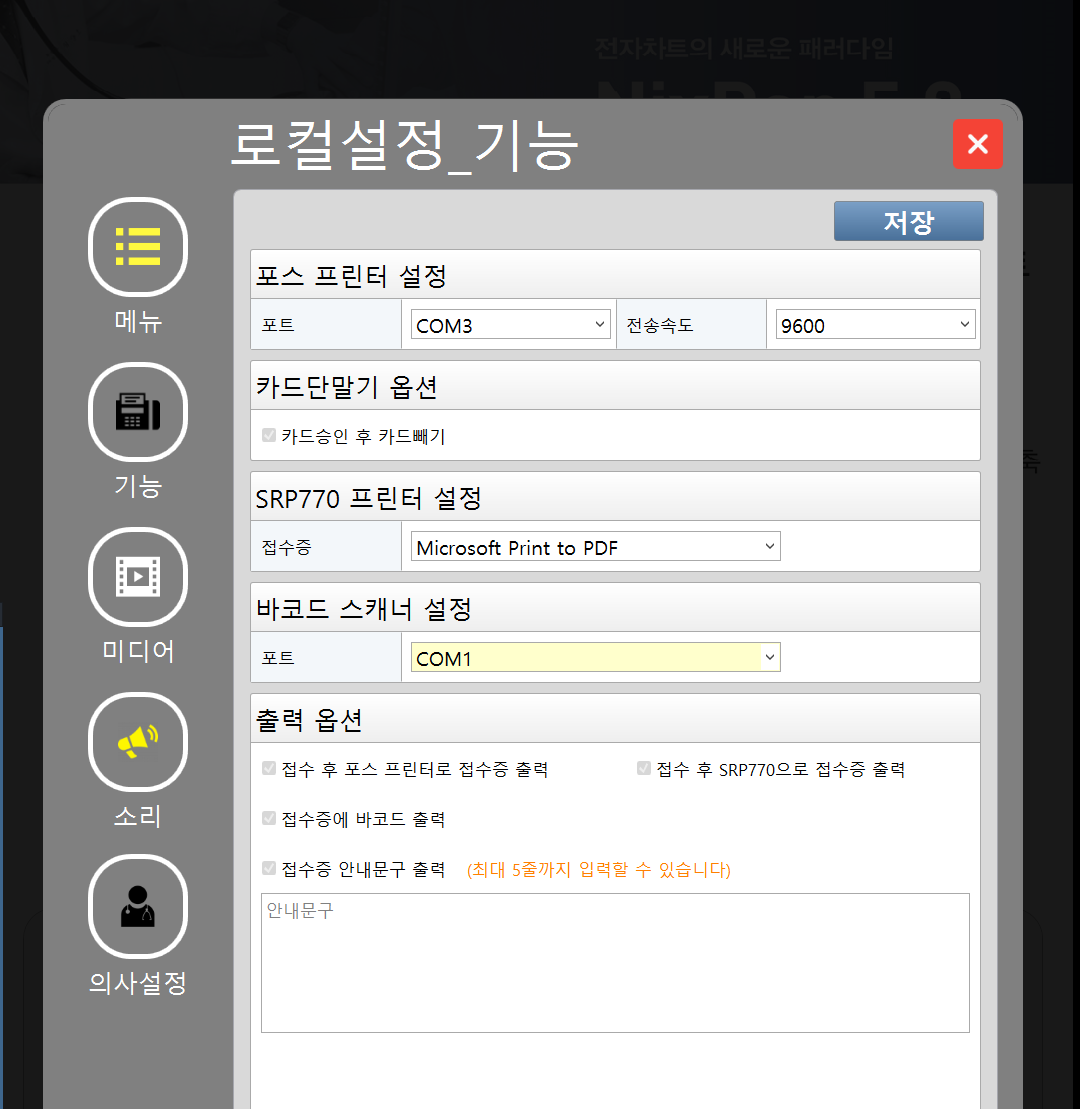 전자차트의 새로운 패러다임
로컬설정_기능
저장
메뉴
기능
미디어
소리
의사설정
포스 프린터 설정
포트 COM3 전송속도 9600
카드단말기 옵션
카드승인 후 카드빼기
SRP770 프린터 설정
접수증 Microsoft Print to PDF
바코드 스캐너 설정
포트 COM1
출력 옵션
접수 후 포스 프린터로 접수증 출력 접수 후 SRP770으로 접수증 출력
접수증에 바코드 출력
접수증 안내문구 출력 (최대 5줄까지 입력할 수 있습니다)
안내문구